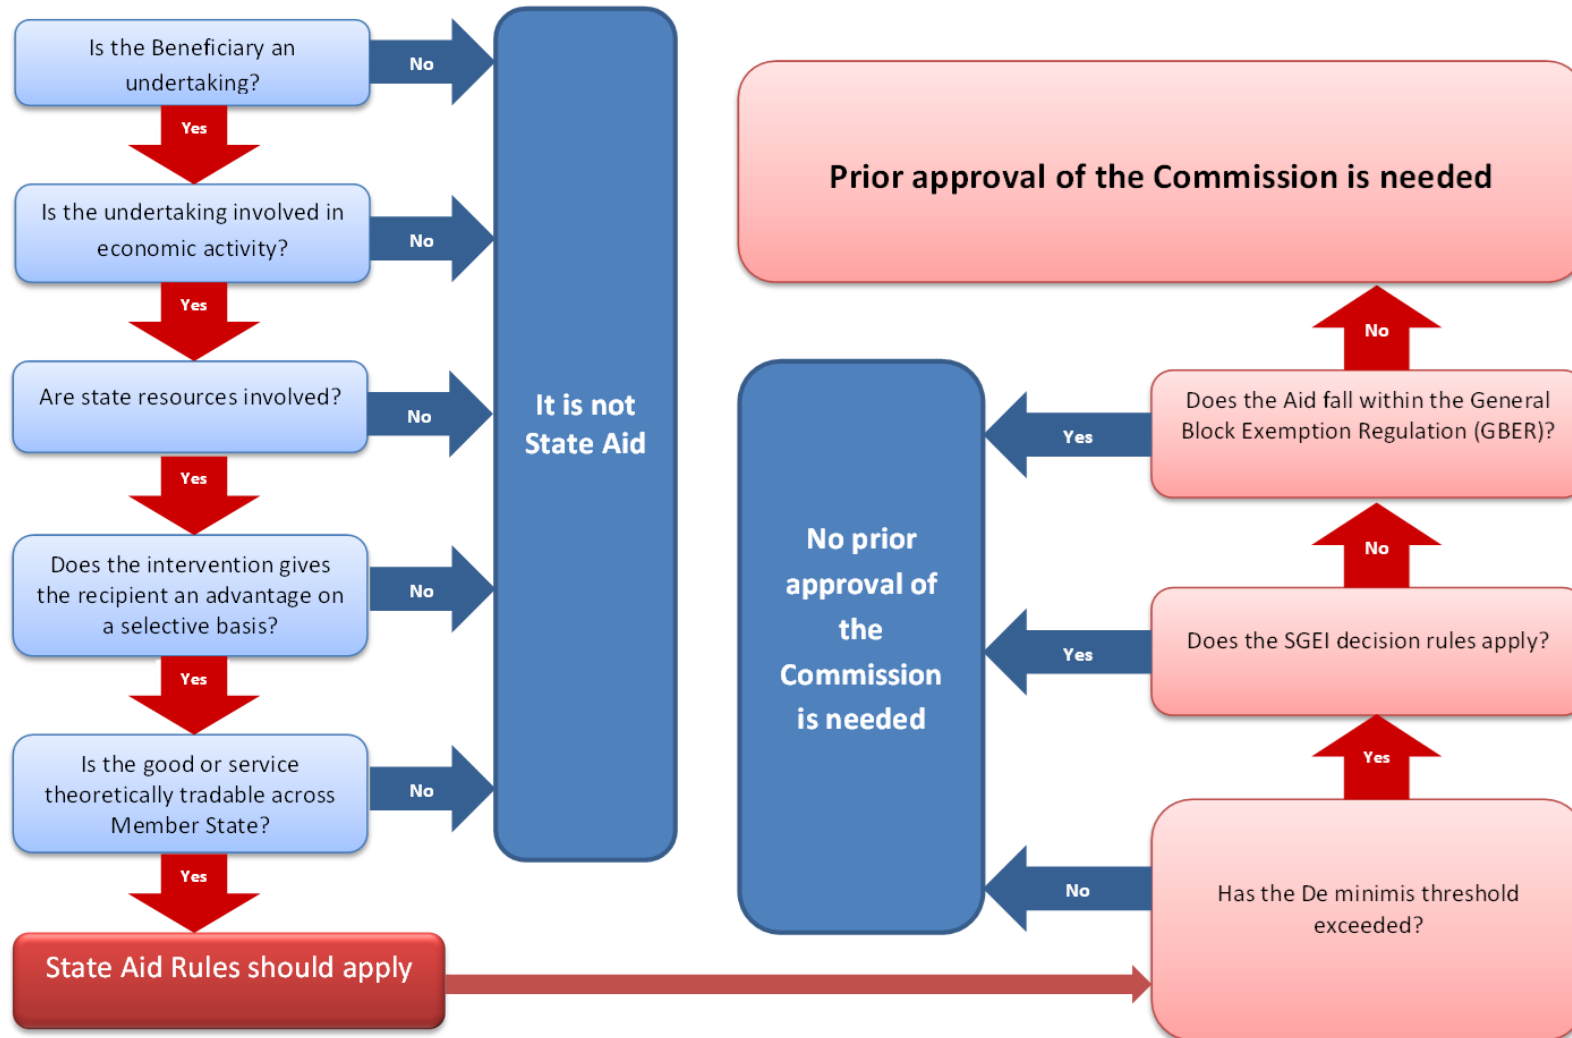 Is the Beneficiary an
undertaking?
No
Yes
Is the undertaking involved in
economic activity?
No
Yes
Are state resources involved?
No
Yes
Does the intervention gives
the recipient an advantage on
a selective basis?
No
Yes
Is the good or service
theoretically tradable across
Member State?
No
Yes
State Aid Rules should apply
It is not
State Aid
Prior approval of the Commission is needed
No
Does the Aid fall within the General
Block Exemption Regulation (GBER)?
Yes
No
Does the SGEI decision rules apply?
Yes
Yes
Has the De minimis threshold
exceeded?
No
No prior
approval of
the
Commission
is needed